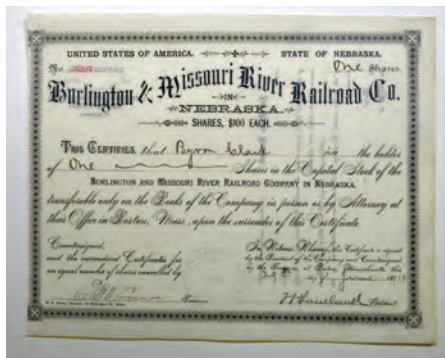 UNITED STATES OF AMERICA. STATE OF NEBRASKA.
No. One Shares.
Burlington & Missouri River Railroad Co.
IN
NEBRASKA.
SHARES, $100 EACH.
THIS CERTIFIES, that Byron Clark is the holder
of One Shares in the Capital Stock of the
BURLINGTON AND MISSOURI RIVER RAILROAD COMPANY IN NEBRASKA.
transferable only on the Books of the Company in person or by Attorney at
their Office in Boston, Mass., upon the surrender of this Certificate.
Countersigned,
and the Certificates for
an equal number of shares cancelled by
In Witness Whereof, this Certificate is signed
by the President of the Company and Countersigned
by the at Boston, Massachusetts this
day of